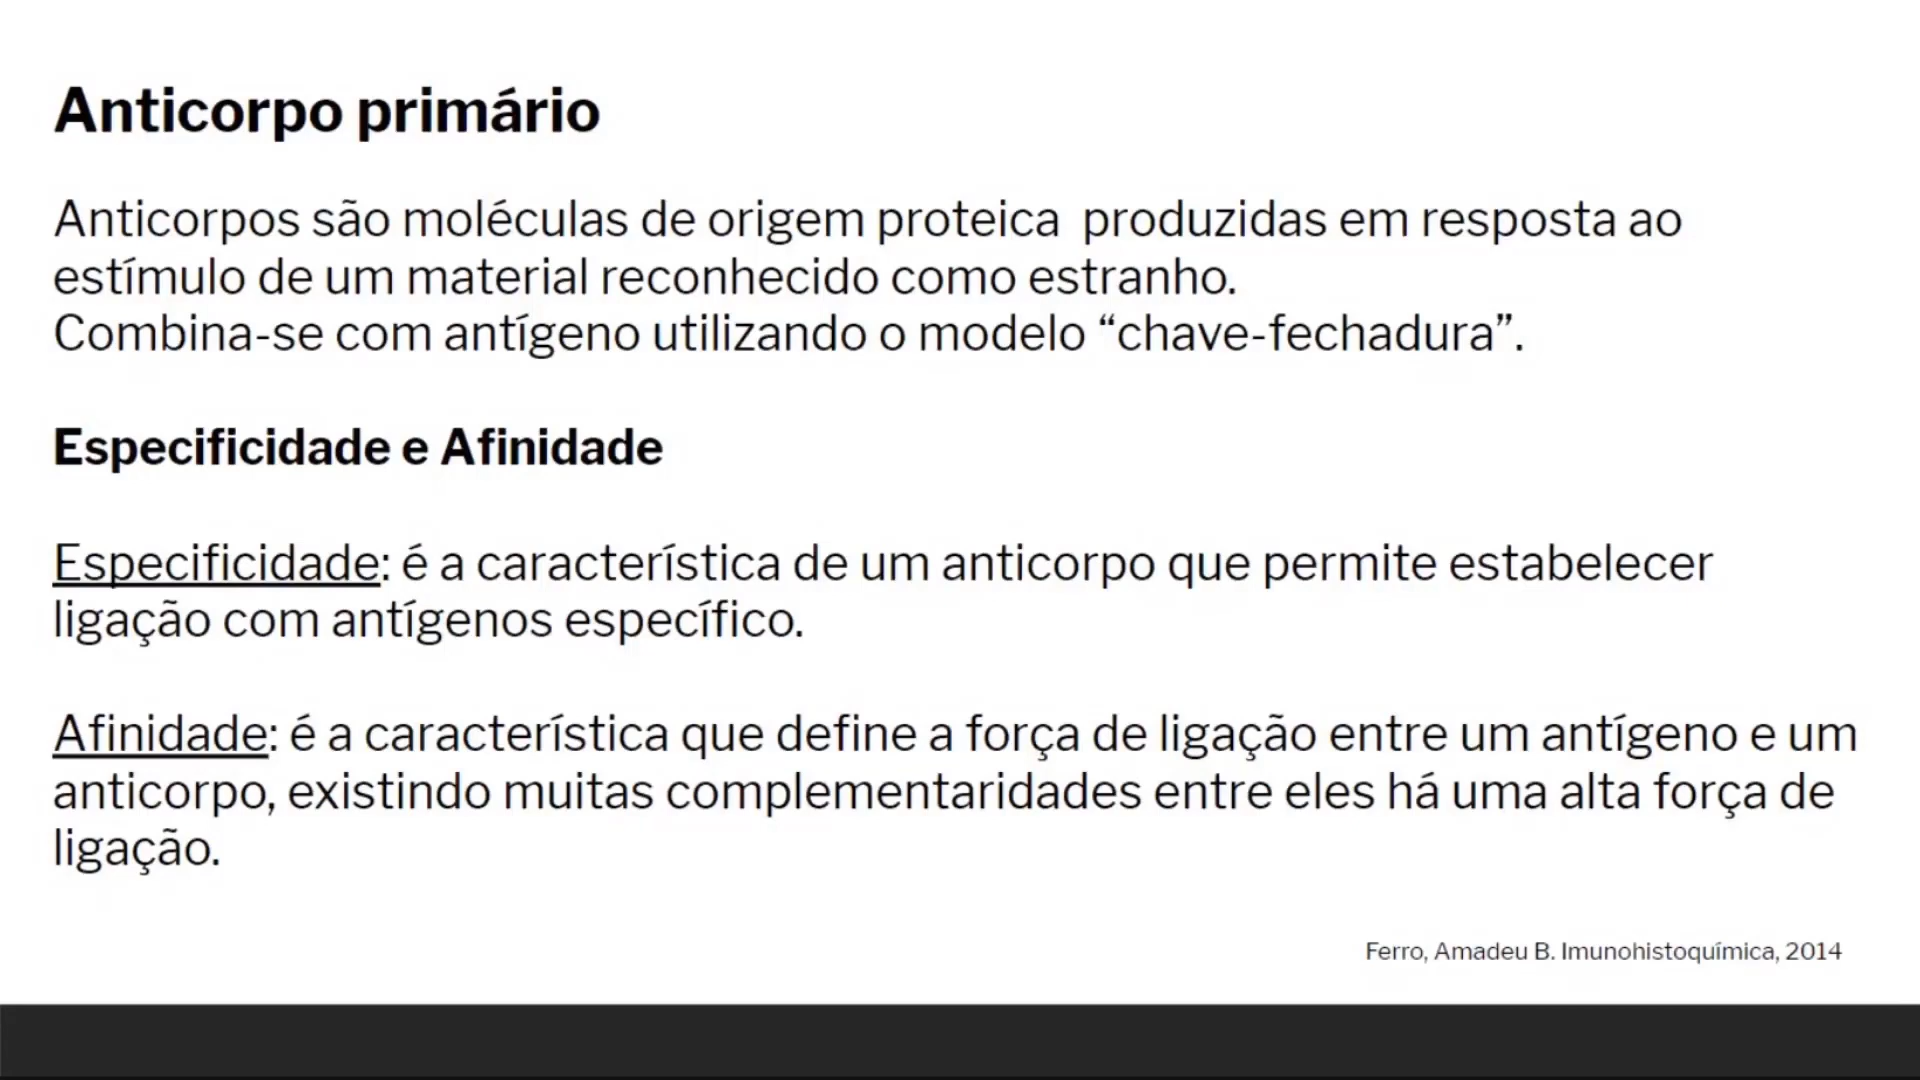 Anticorpo primário
Anticorpos são moléculas de origem proteica  produzidas em resposta ao
estímulo de um material reconhecido como estranho.
Combina-se com antígeno utilizando o modelo “chave-fechadura”.
Especificidade e Afinidade
Especificidade: é a característica de um anticorpo que permite estabelecer
ligação com antígenos específico.
Afinidade: é a característica que define a força de ligação entre um antígeno e um
anticorpo, existindo muitas complementaridades entre eles há uma alta força de
ligação.
Ferro, Amadeu B. Imunohistoquímica, 2014